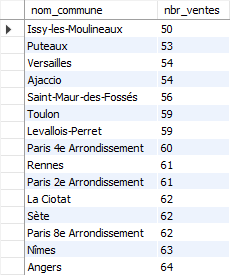 nom_commune nbr_ventes
Issy-les-Moulineaux 50
Puteaux 53
Versailles 54
Ajaccio 54
Saint-Maur-des-Fossés 56
Toulon 59
Levallois-Perret 59
Paris 4e Arrondissement 60
Rennes 61
Paris 2e Arrondissement 61
La Ciotat 62
Sète 62
Paris 8e Arrondissement 62
Nîmes 63
Angers 64